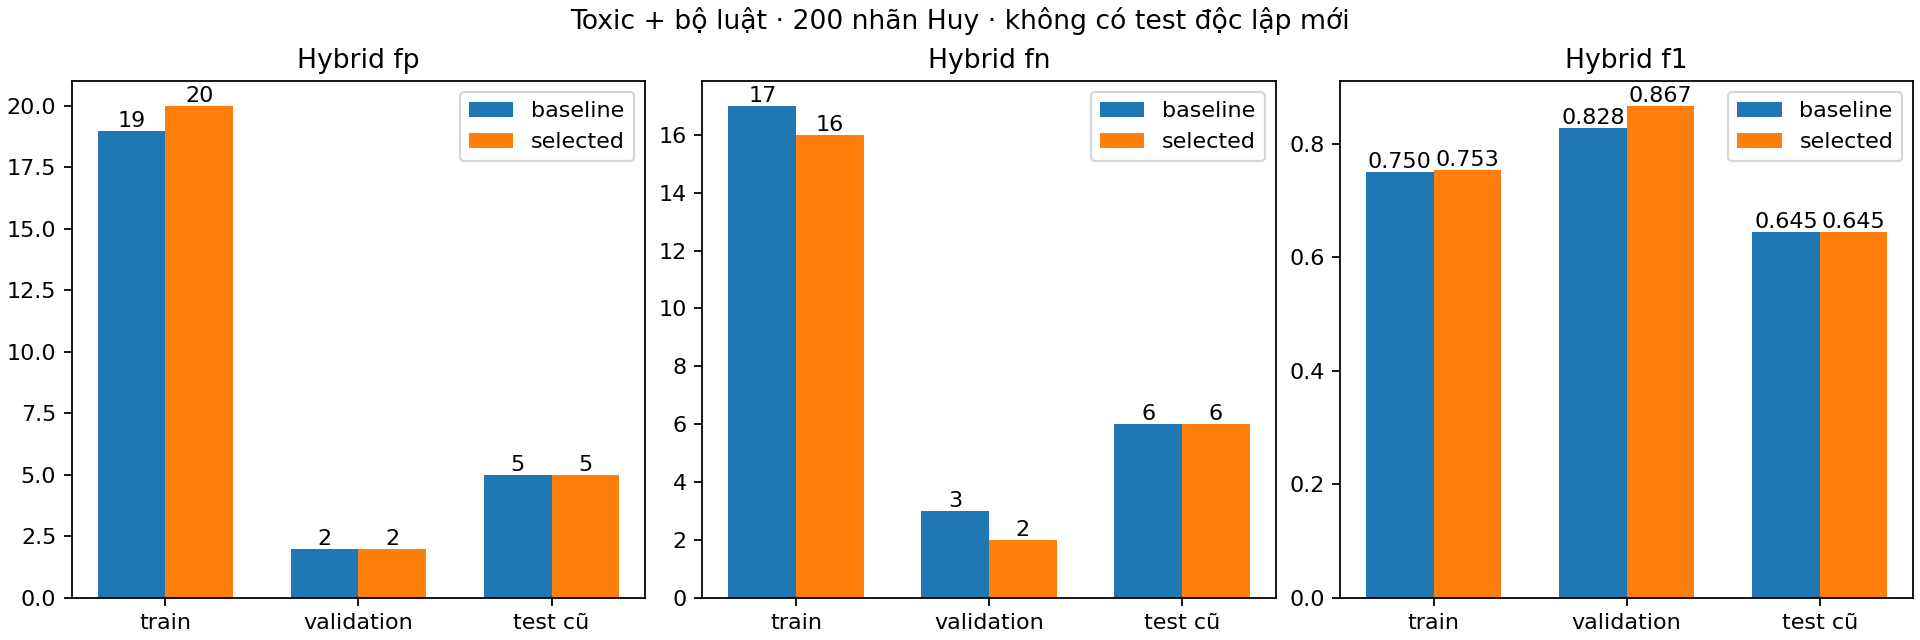 Toxic + bộ luật · 200 nhãn Huy · không có test độc lập mới
Hybrid fp
20.0
17.5
15.0
12.5
10.0
7.5
5.0
2.5
0.0
19
20
2
2
5
5
baseline
selected
train
validation
test cũ
Hybrid fn
16
14
12
10
8
6
4
2
0
17
16
3
2
6
6
baseline
selected
train
validation
test cũ
Hybrid f1
0.8
0.6
0.4
0.2
0.0
0.750
0.753
0.828
0.867
0.645
0.645
baseline
selected
train
validation
test cũ